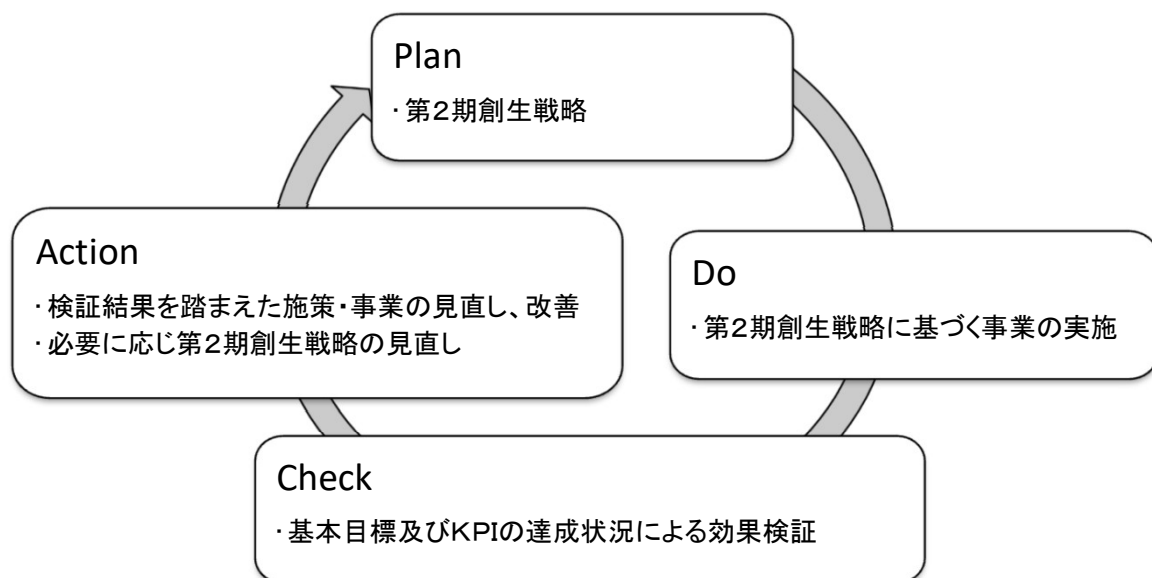 Plan
・第２期創生戦略
Action
・検証結果を踏まえた施策・事業の見直し、改善
・必要に応じ第２期創生戦略の見直し
Do
・第２期創生戦略に基づく事業の実施
Check
・基本目標及びＫＰＩの達成状況による効果検証